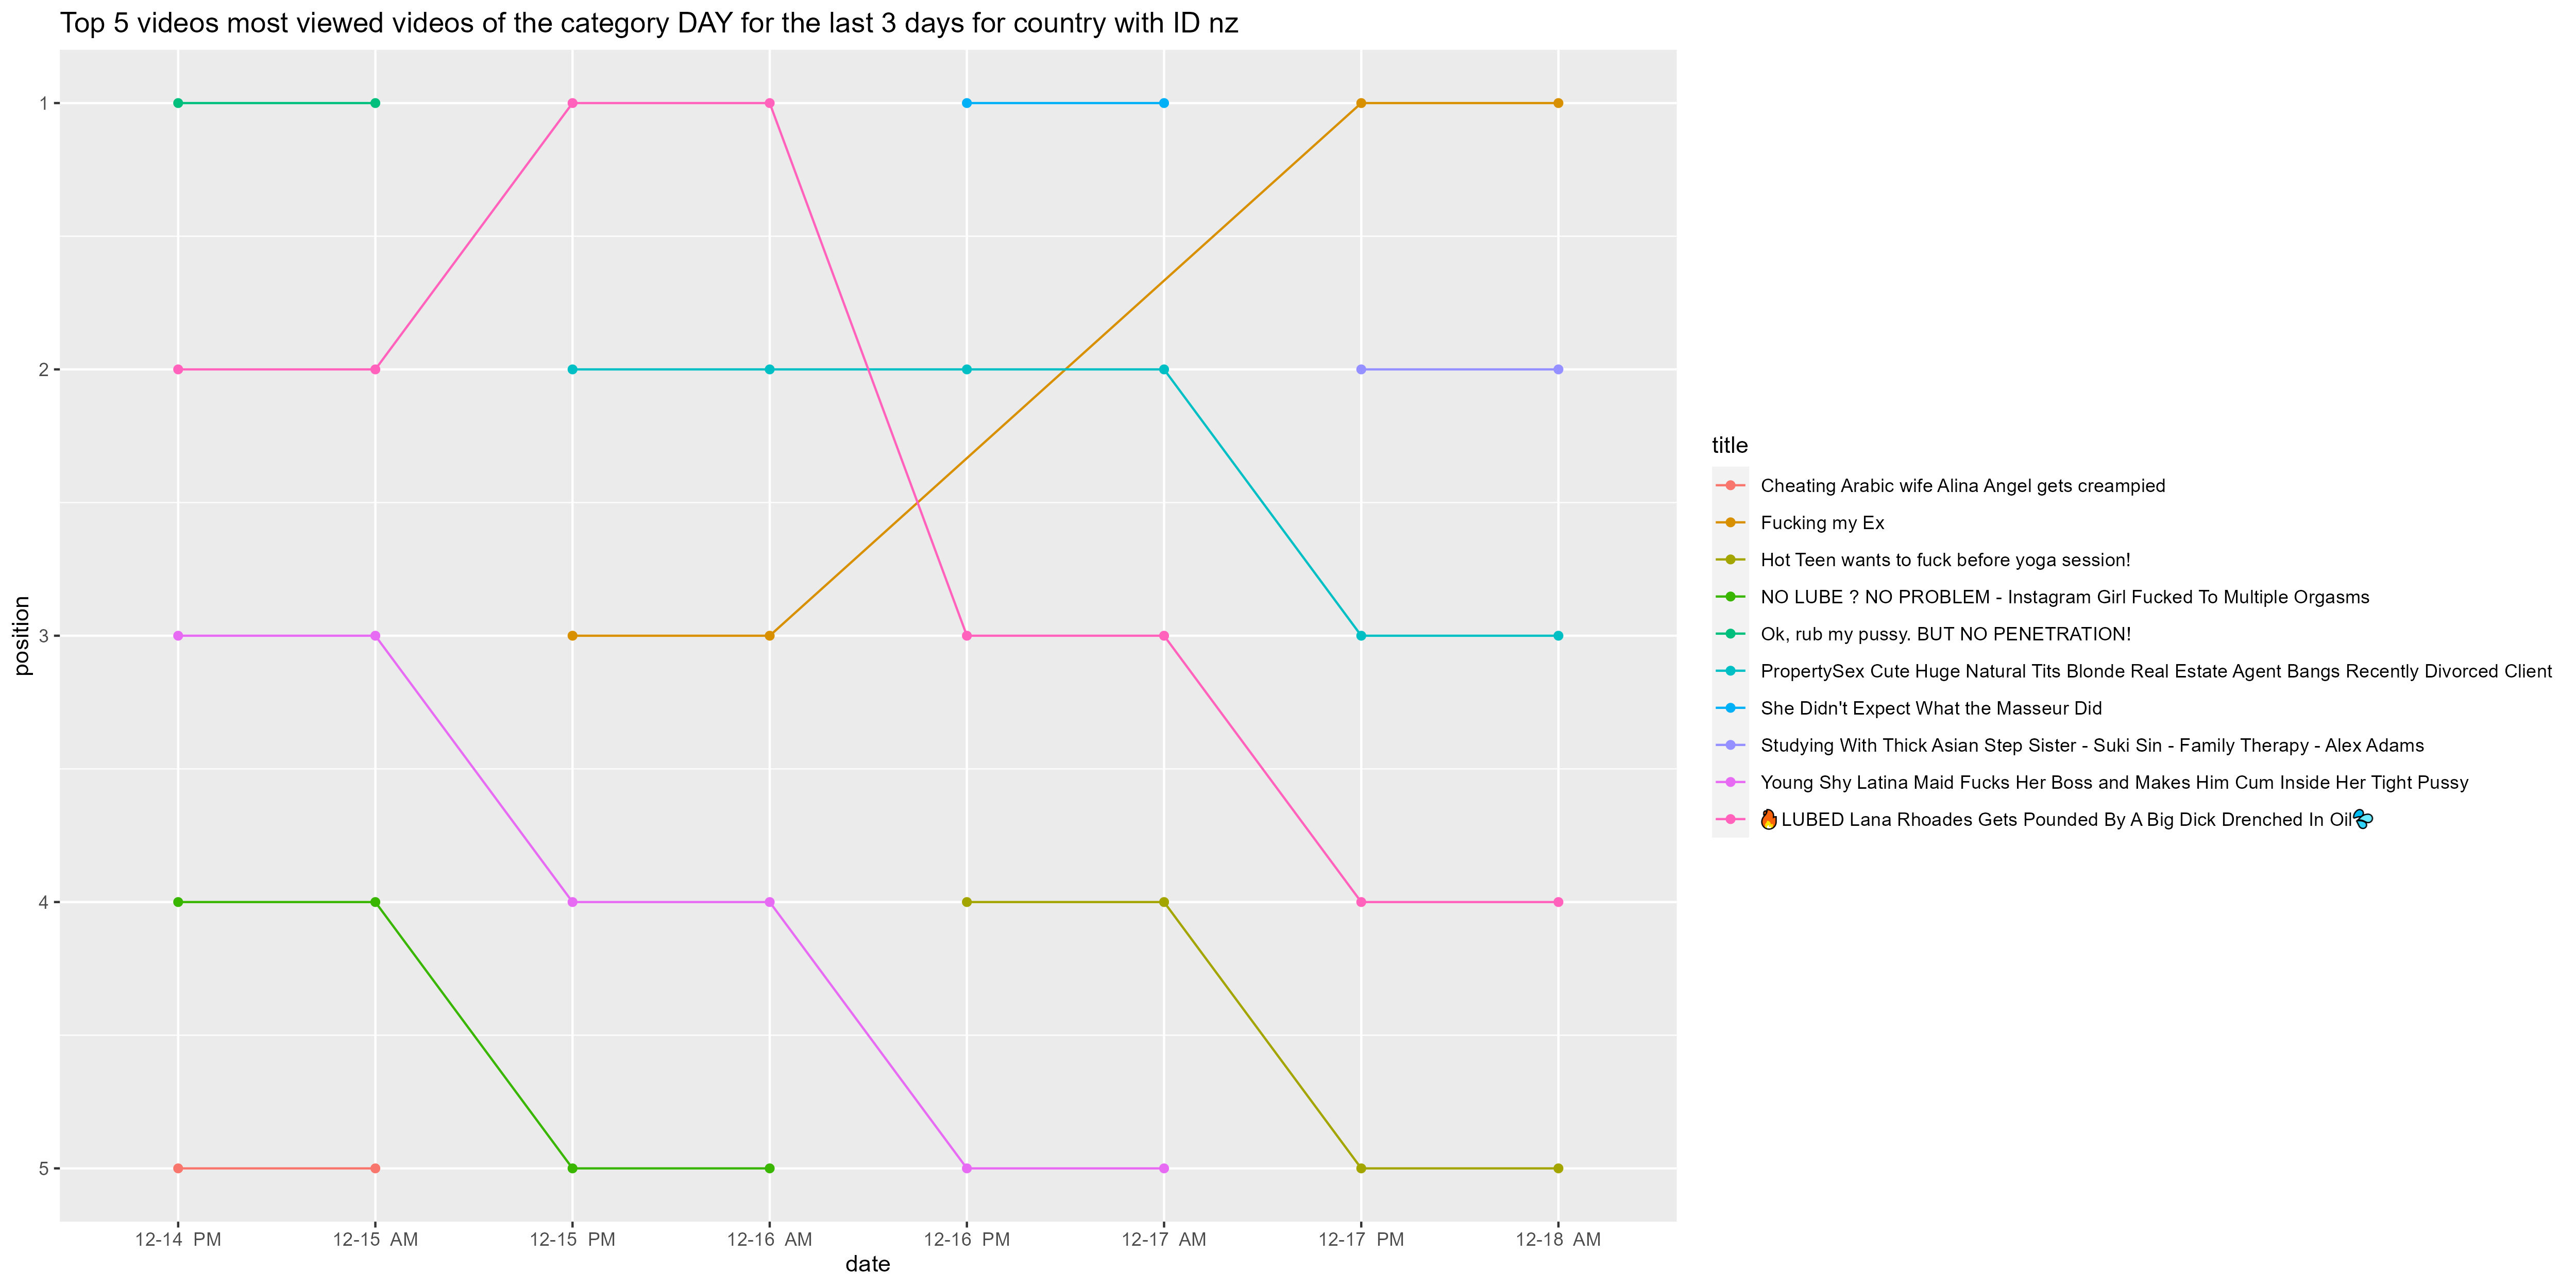 Top 5 videos most viewed videos of the category DAY for the last 3 days for country with ID nz
position
1
2
3
4
5
12-14 PM
12-15 AM
12-15 PM
12-16 AM
12-16 PM
12-17 AM
12-17 PM
12-18 AM
date
title
Cheating Arabic wife Alina Angel gets creampied
Fucking my Ex
Hot Teen wants to fuck before yoga session!
NO LUBE ? NO PROBLEM - Instagram Girl Fucked To Multiple Orgasms
Ok, rub my pussy. BUT NO PENETRATION!
PropertySex Cute Huge Natural Tits Blonde Real Estate Agent Bangs Recently Divorced Client
She Didn't Expect What the Masseur Did
Studying With Thick Asian Step Sister - Suki Sin - Family Therapy - Alex Adams
Young Shy Latina Maid Fucks Her Boss and Makes Him Cum Inside Her Tight Pussy
🔥LUBED Lana Rhoades Gets Pounded By A Big Dick Drenched In Oil💦